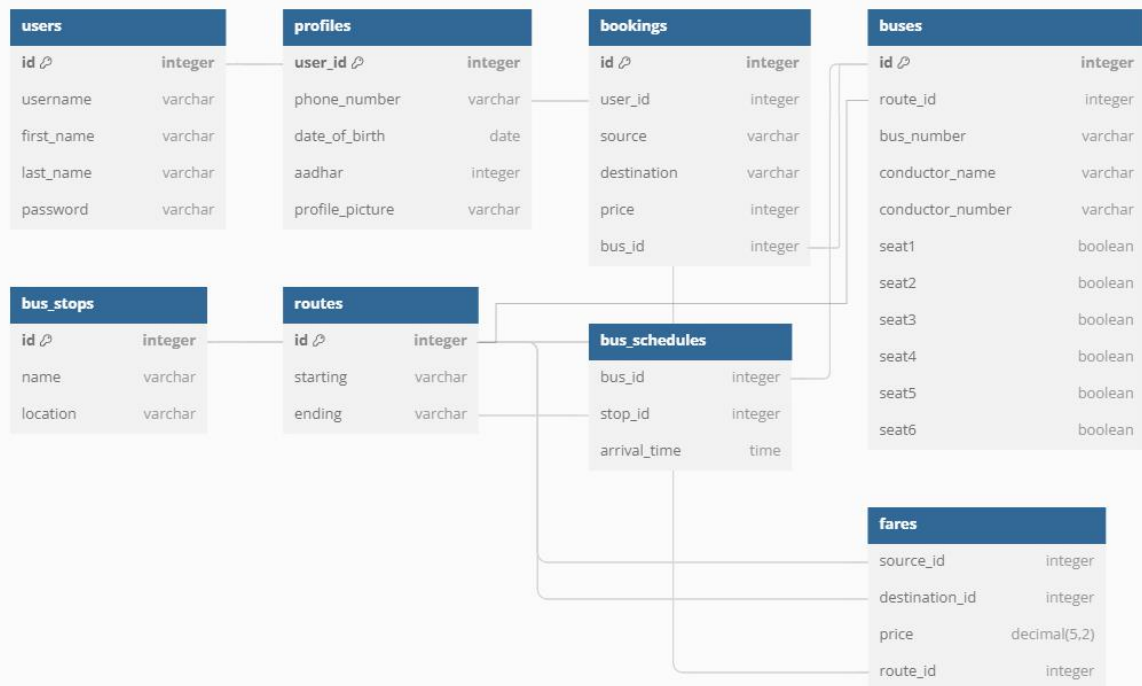 users
id integer
username varchar
first_name varchar
last_name varchar
password varchar
profiles
user_id integer
phone_number varchar
date_of_birth date
aadhar integer
profile_picture varchar
bookings
id integer
user_id integer
source varchar
destination varchar
price integer
bus_id integer
buses
id integer
route_id integer
bus_number varchar
conductor_name varchar
conductor_number varchar
seat1 boolean
seat2 boolean
seat3 boolean
seat4 boolean
seat5 boolean
seat6 boolean
bus_stops
id integer
name varchar
location varchar
routes
id integer
starting varchar
ending varchar
bus_schedules
bus_id integer
stop_id integer
arrival_time time
fares
source_id integer
destination_id integer
price decimal(5,2)
route_id integer